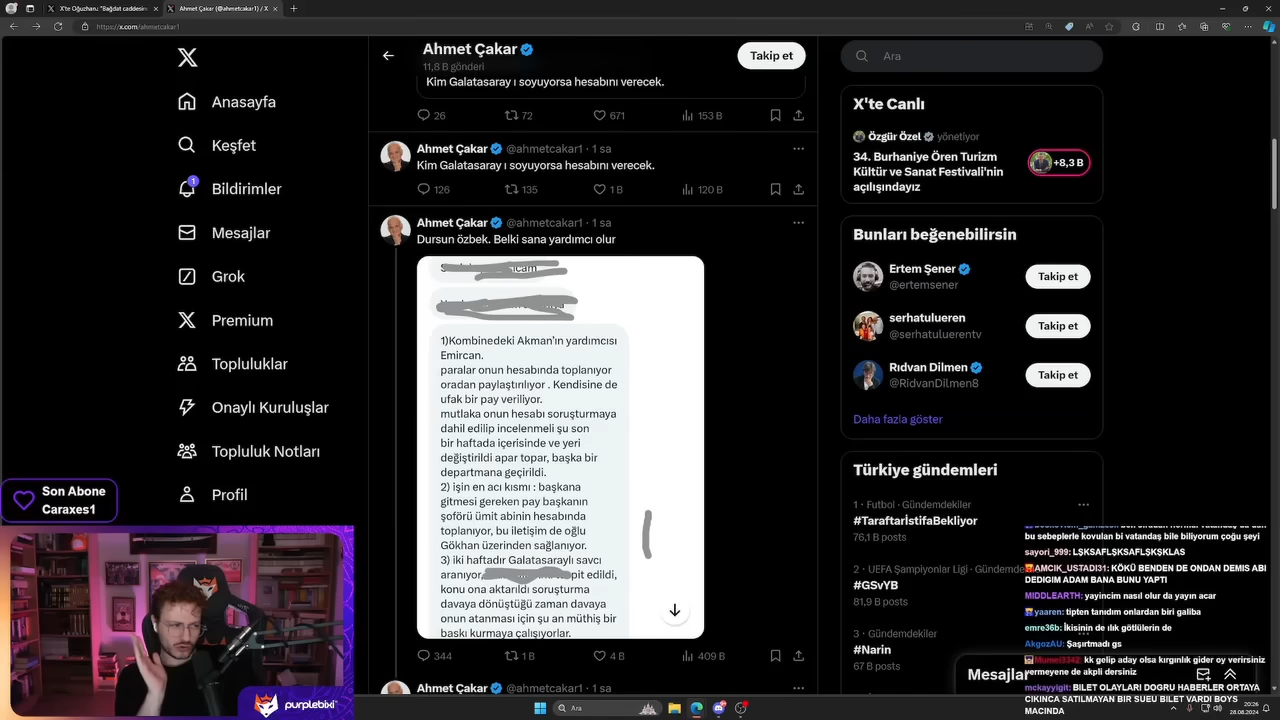 X'te Oğuzhan: "Bağdat caddesin
Ahmet Çakar (@ahmetcakar1) / X
https://x.com/ahmetcakar1
Ahmet Çakar
11,8 B gönderi
Takip et
Kim Galatasaray ı soyuyorsa hesabını verecek.
26 72 671 153 B
Ahmet Çakar @ahmetcakar1 · 1 sa
Kim Galatasaray ı soyuyorsa hesabını verecek.
126 135 1 B 120 B
Ahmet Çakar @ahmetcakar1 · 1 sa
Dursun özbek. Belki sana yardımcı olur
1)Kombinedeki Akman'ın yardımcısı
Emircan.
paralar onun hesabında toplanıyor
oradan paylaştırılıyor . Kendisine de
ufak bir pay veriliyor.
mutlaka onun hesabı soruşturmaya
dahil edilip incelenmeli şu son
bir haftada içerisinde ve yeri
değiştirildi apar topar, başka bir
departmana geçirildi.
2) işin en acı kısmı : başkana
gitmesi gereken pay başkanın
şoförü ümit abinin hesabında
toplanıyor, bu iletişim de oğlu
Gökhan üzerinden sağlanıyor.
3) iki haftadır Galatasaraylı savcı
aranıyor, edildi,
konu ona aktarıldı soruşturma
davaya dönüştüğü zaman davaya
onun atanması için şu an müthiş bir
baskı kurmaya çalışıyorlar.
344 1 B 4 B 409 B
Ahmet Çakar @ahmetcakar1 · 1 sa
Anasayfa
Keşfet
1
Bildirimler
Mesajlar
Grok
Premium
Topluluklar
Onaylı Kuruluşlar
Topluluk Notları
Profil
Son Abone
Caraxes1
purplebixi
Ara
X'te Canlı
Özgür Özel yönetiyor
34. Burhaniye Ören Turizm
Kültür ve Sanat Festivali'nin
açılışındayız
+8,3 B
Bunları beğenebilirsin
Ertem Şener
@ertemsener
Takip et
serhatulueren
@serhatuluerentv
Takip et
Rıdvan Dilmen
@RidvanDilmen8
Takip et
Daha fazla göster
Türkiye gündemleri
1 · Futbol · Gündemdekiler
#TaraftarİstifaBekliyor
76,1 B posts
2 · UEFA Şampiyonlar Ligi · Gündemde
#GSvYB
81,9 B posts
3 · Gündemdekiler
#Narin
67 B posts
Mesajlar
bu sebeplerle kovulan bi vatandaş bile biliyorum çoğu şeyi
sayori_999: LŞKSAFLŞKSAFLŞKŞKLAS
AMCIK_USTADI31: KÖKÜ BENDEN DE ONDAN DEMIS ABI
DEDIGIM ADAM BANA BUNU YAPTI
MIDDLEARTH: yayincim nasıl olur da yayın acar
yaaren: tipten tanıdım onlardan biri galiba
emre36b: İkisinin de ılık götlülerin de
AkgozAU: Şaşırtmadı gs
Mumei3342: kk gelip aday olsa kırgınlık gider oy verirsiniz
vermeyene de akpli dersiniz
mckayyigit: BILET OLAYLARI DOGRU HABERLER ORTAYA
CIKINCA SATILMAYAN BIR SUEU BILET VARDI BOYS
MACINDA
Ara
20:26
28.08.2024